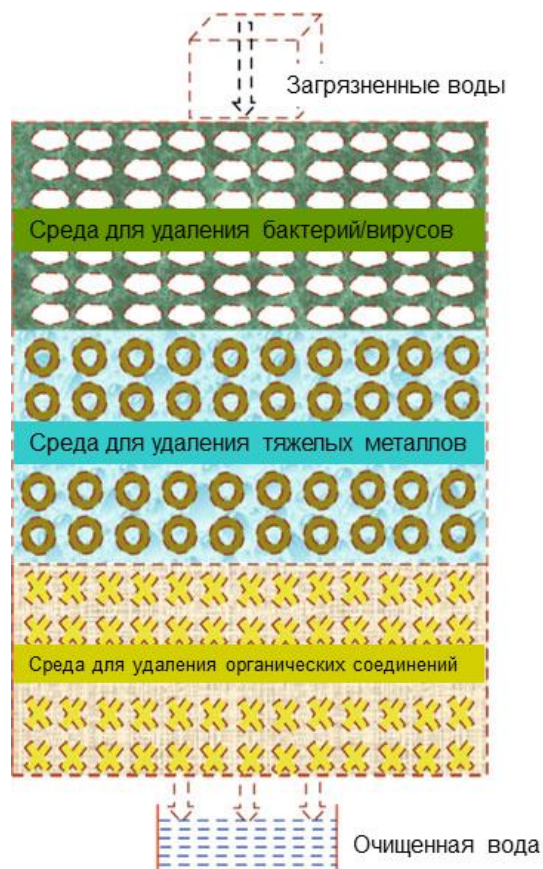 Загрязненные воды
Среда для удаления бактерий/вирусов
Среда для удаления тяжелых металлов
Среда для удаления органических соединений
Очищенная вода